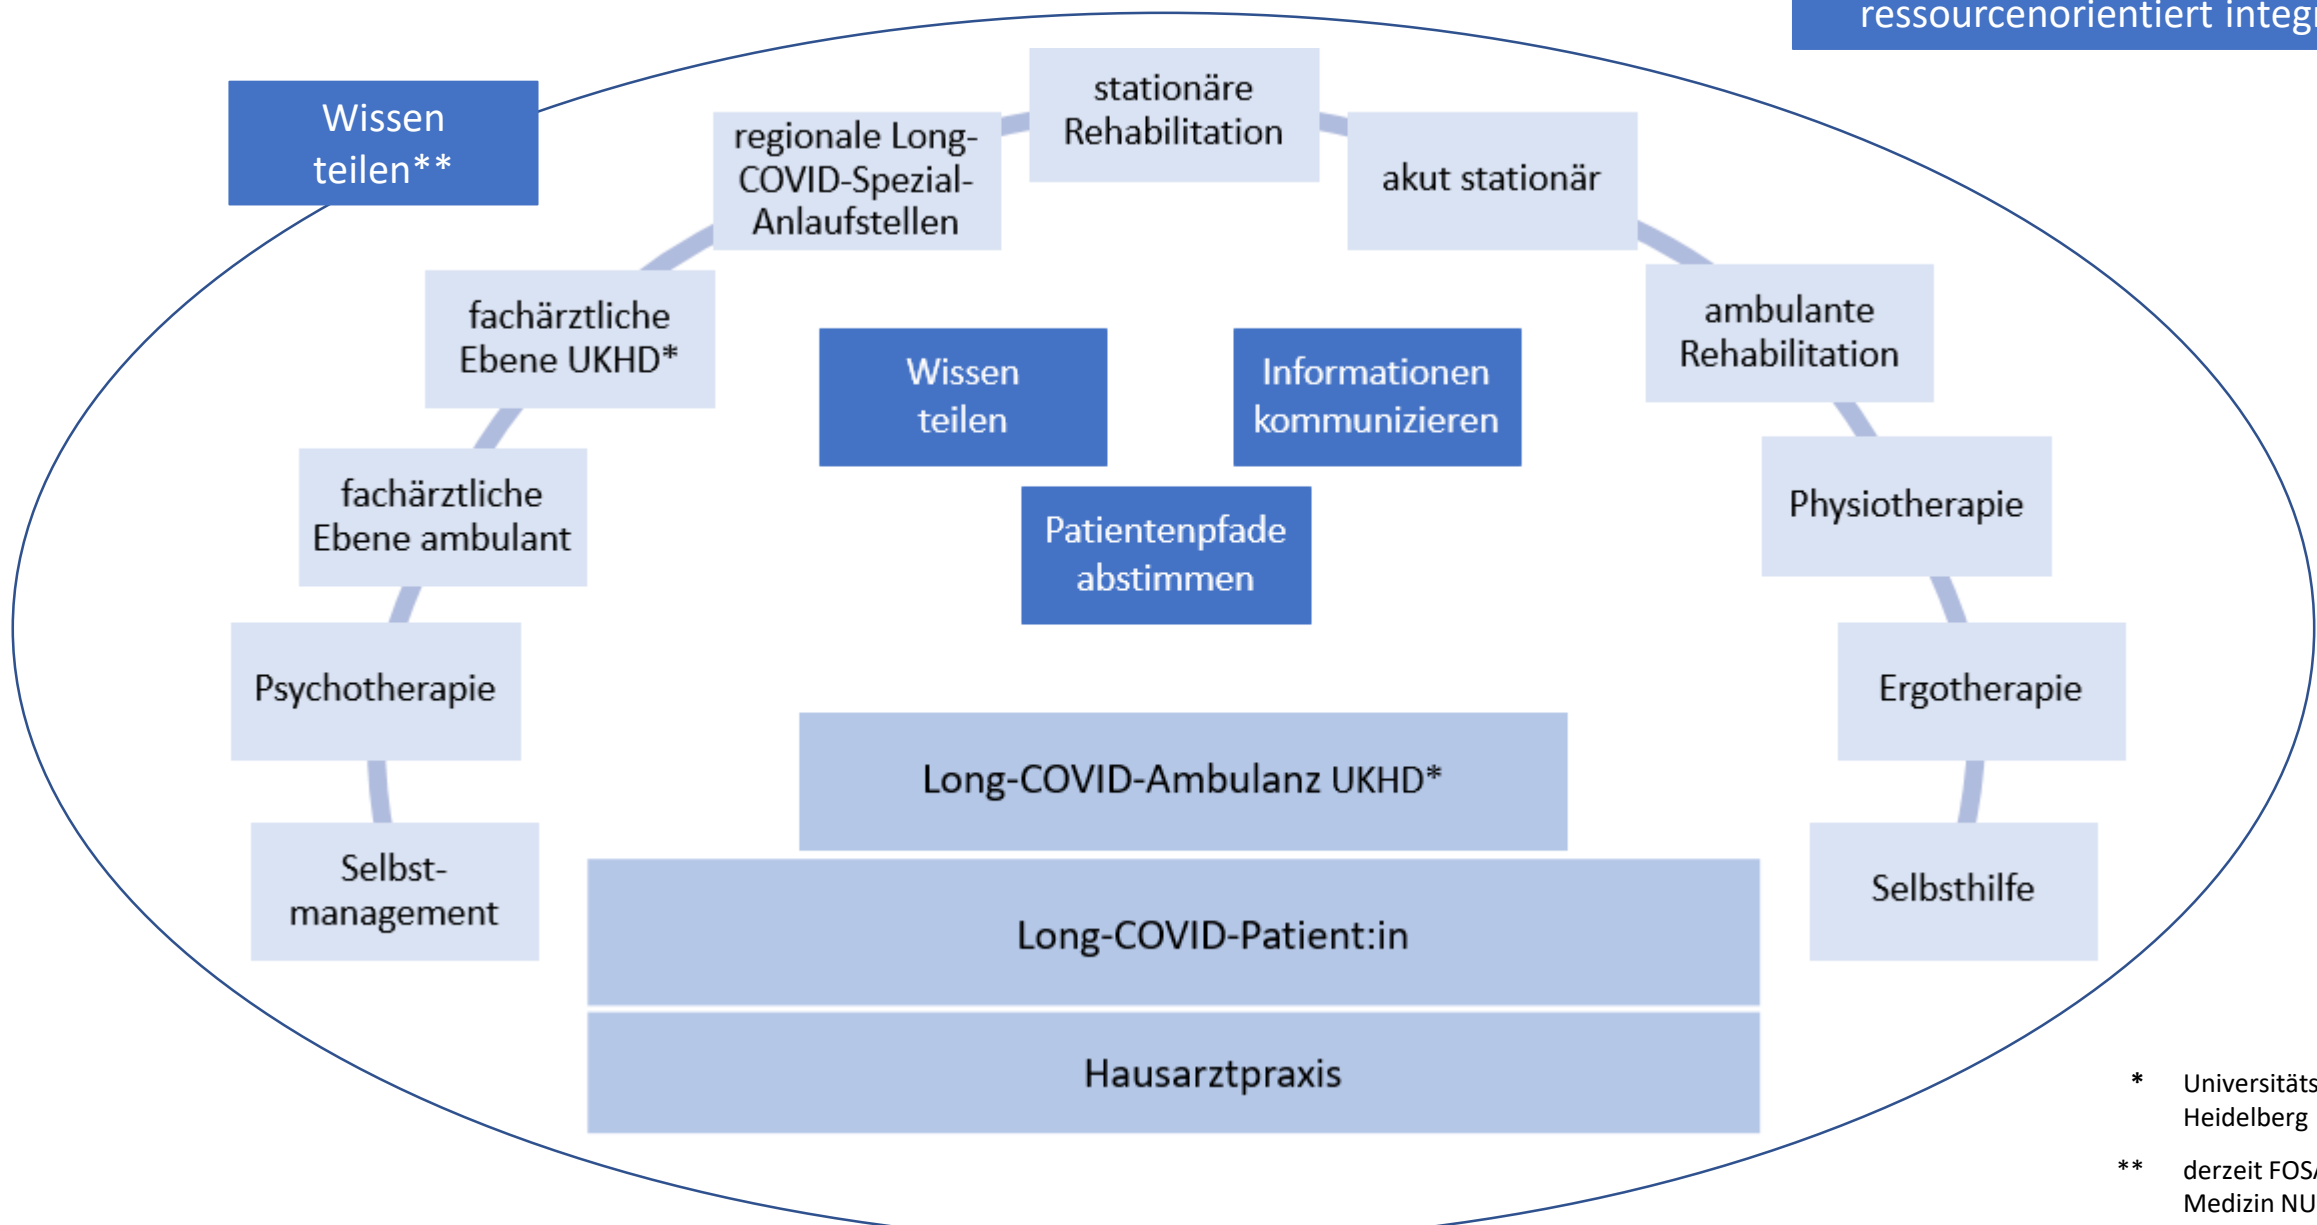 ressourcenorientiert integr
Wissen
teilen**
stationäre
Rehabilitation
regionale Long-
COVID-Spezial-
Anlaufstellen
akut stationär
fachärztliche
Ebene UKHD*
ambulante
Rehabilitation
Wissen
teilen
Informationen
kommunizieren
fachärztliche
Ebene ambulant
Patientenpfade
abstimmen
Physiotherapie
Psychotherapie
Ergotherapie
Long-COVID-Ambulanz UKHD*
Selbst-
management
Selbsthilfe
Long-COVID-Patient:in
Hausarztpraxis
* Universitäts
Heidelberg
** derzeit FOSA
Medizin NU